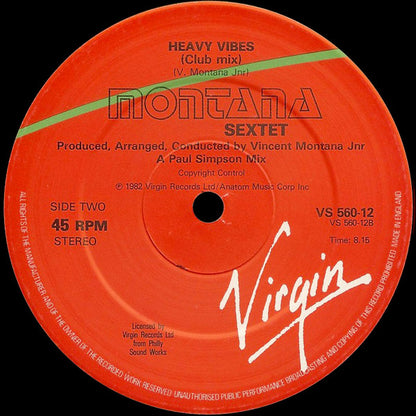 HEAVY VIBES
(Club mix)
(V. Montana Jnr)
montana
SEXTET
Produced, Arranged, Conducted by Vincent Montana Jnr
A Paul Simpson Mix
Copyright Control
℗ 1982 Virgin Records Ltd/Anatom Music Corp Inc
SIDE TWO
45 RPM
STEREO
VS 560-12
VS 560-12B
Time: 8.15
Virgin
Licensed by
Virgin Records Ltd
from Philly
Sound Works
ALL RIGHTS OF THE MANUFACTURER AND OF THE OWNER OF THE RECORDED WORK RESERVED UNAUTHORISED PUBLIC PERFORMANCE BROADCASTING AND COPYING OF THIS RECORD PROHIBITED MADE IN ENGLAND